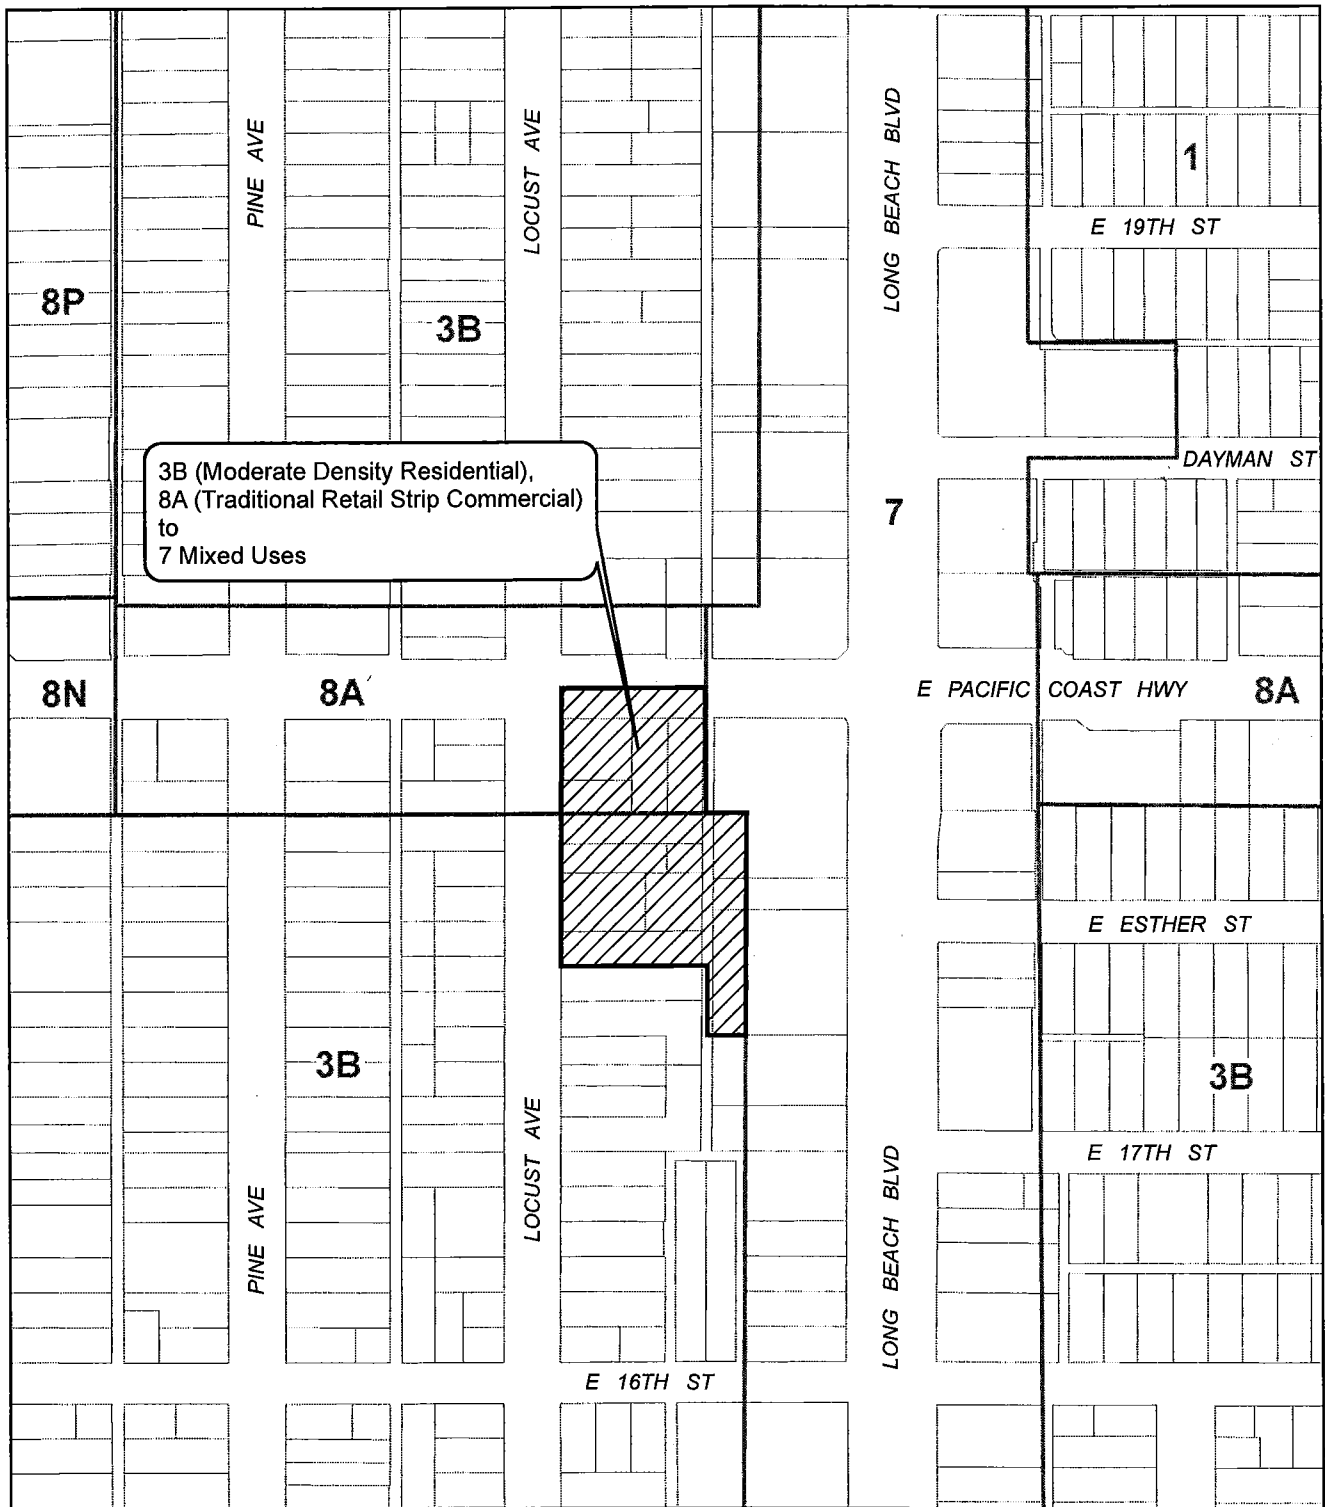 PINE AVE
LOCUST AVE
LONG BEACH BLVD
1
E 19TH ST
8P
3B
3B (Moderate Density Residential),
8A (Traditional Retail Strip Commercial)
to
7 Mixed Uses
DAYMAN ST
7
8N
8A
E PACIFIC COAST HWY
8A
E ESTHER ST
3B
3B
LOCUST AVE
E 17TH ST
PINE AVE
LONG BEACH BLVD
E 16TH ST